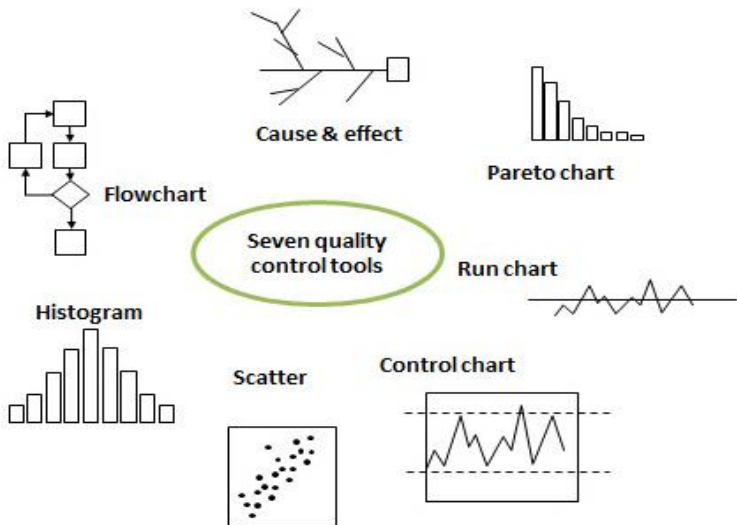 Cause & effect
Pareto chart
Flowchart
Seven quality
control tools
Run chart
Histogram
Scatter
Control chart